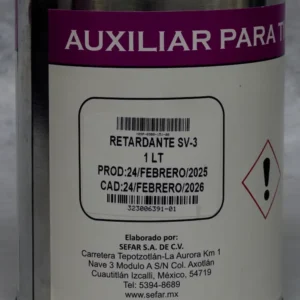 AUXILIAR PARA T
RETARDANTE SV-3
1 LT
PROD:24/FEBRERO/2025
CAD:24/FEBRERO/2026
323006391-01
Elaborado por:
SEFAR S.A. DE C.V.
Carretera Tepotzotlán-La Aurora Km 1
Nave 3 Modulo A S/N Col. Axotlán
Cuautitlán Izcalli, México, 54719
Tel: 5394-8689
www.sefar.mx